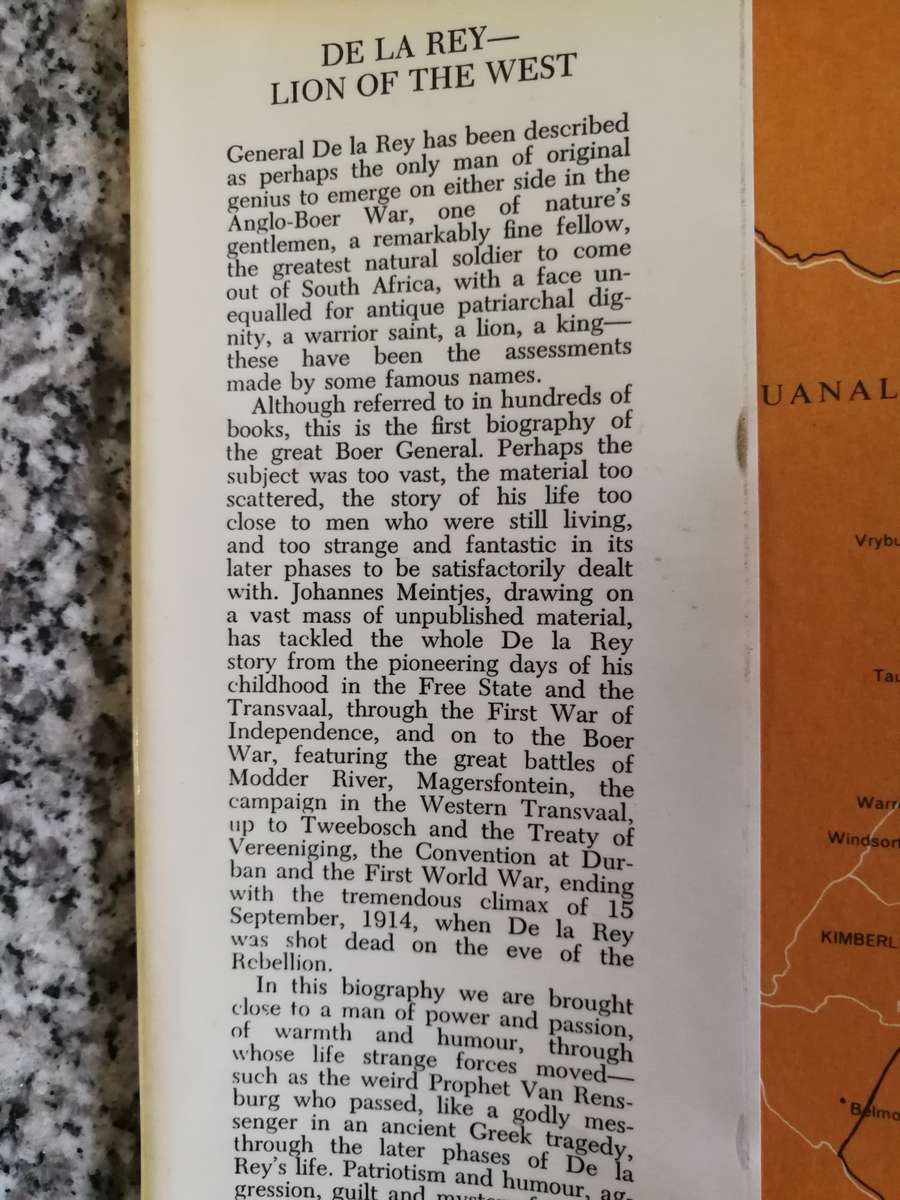 DE LA REY—
LION OF THE WEST
General De la Rey has been described
as perhaps the only man of original
genius to emerge on either side in the
Anglo-Boer War, one of nature's
gentlemen, a remarkably fine fellow,
the greatest natural soldier to come
out of South Africa, with a face un-
equalled for antique patriarchal dig-
nity, a warrior saint, a lion, a king—
these have been the assessments
made by some famous names.
Although referred to in hundreds of
books, this is the first biography of
the great Boer General. Perhaps the
subject was too vast, the material too
scattered, the story of his life too
close to men who were still living,
and too strange and fantastic in its
later phases to be satisfactorily dealt
with. Johannes Meintjes, drawing on
a vast mass of unpublished material,
has tackled the whole De la Rey
story from the pioneering days of his
childhood in the Free State and the
Transvaal, through the First War of
Independence, and on to the Boer
War, featuring the great battles of
Modder River, Magersfontein, the
campaign in the Western Transvaal,
up to Tweebosch and the Treaty of
Vereeniging, the Convention at Dur-
ban and the First World War, ending
with the tremendous climax of 15
September, 1914, when De la Rey
was shot dead on the eve of the
Rebellion.
In this biography we are brought
close to a man of power and passion,
of warmth and humour, through
whose life strange forces moved—
such as the weird Prophet Van Rens-
burg who passed, like a godly mes-
senger in an ancient Greek tragedy,
through the later phases of De la
Rey's life. Patriotism and humour, ag-
gression, guilt and
UANAL
Vrybu
Tau
Warr
Windsort
KIMBERL
Belmo